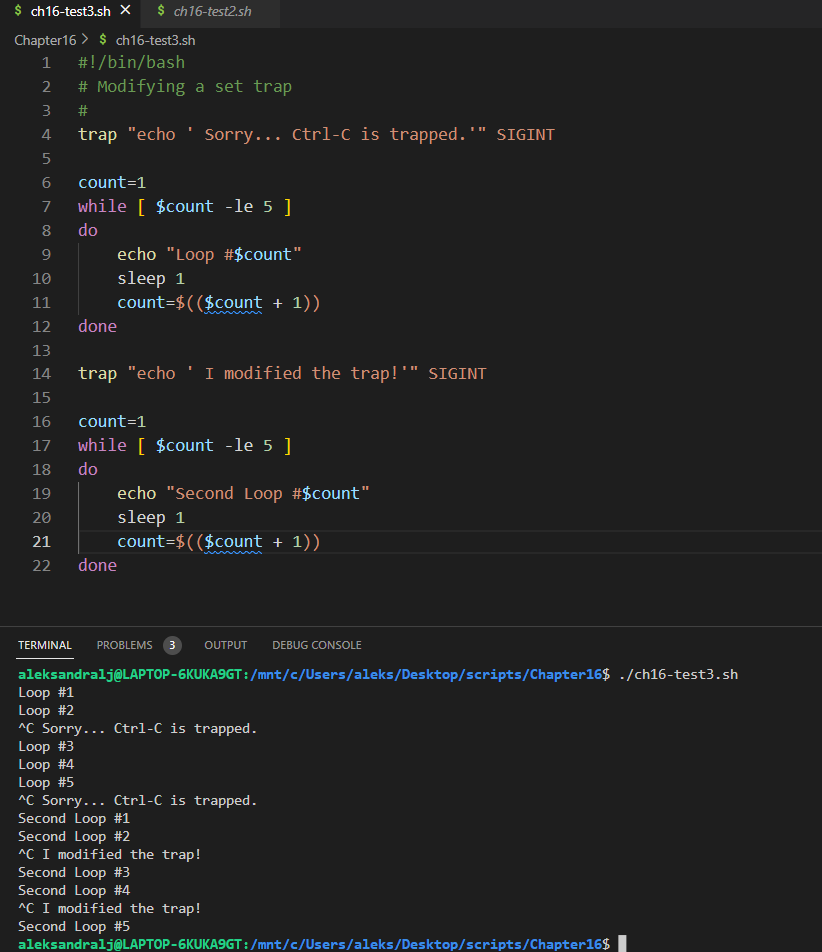 $ ch16-test3.sh × $ ch16-test2.sh
Chapter16 > $ ch16-test3.sh
1 #!/bin/bash
2 # Modifying a set trap
3 #
4 trap "echo ' Sorry... Ctrl-C is trapped.'" SIGINT
5
6 count=1
7 while [ $count -le 5 ]
8 do
9     echo "Loop #$count"
10     sleep 1
11     count=$(($count + 1))
12 done
13
14 trap "echo ' I modified the trap!'" SIGINT
15
16 count=1
17 while [ $count -le 5 ]
18 do
19     echo "Second Loop #$count"
20     sleep 1
21     count=$(($count + 1))
22 done
TERMINAL PROBLEMS 3 OUTPUT DEBUG CONSOLE
aleksandralj@LAPTOP-6KUKA9GT:/mnt/c/Users/aleks/Desktop/scripts/Chapter16$ ./ch16-test3.sh
Loop #1
Loop #2
^C Sorry... Ctrl-C is trapped.
Loop #3
Loop #4
Loop #5
^C Sorry... Ctrl-C is trapped.
Second Loop #1
Second Loop #2
^C I modified the trap!
Second Loop #3
Second Loop #4
^C I modified the trap!
Second Loop #5
aleksandralj@LAPTOP-6KUKA9GT:/mnt/c/Users/aleks/Desktop/scripts/Chapter16$